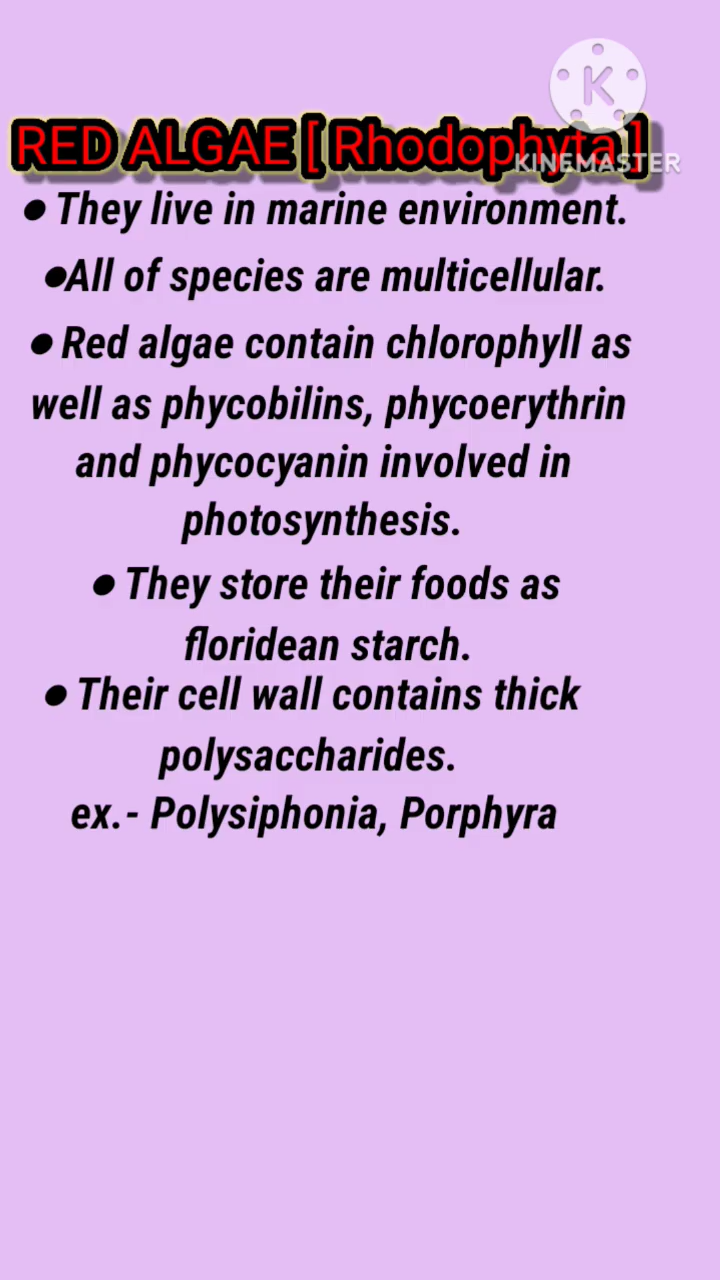 K
KINEMASTER
RED ALGAE [ Rhodophyta ]
● They live in marine environment.
●All of species are multicellular.
● Red algae contain chlorophyll as
well as phycobilins, phycoerythrin
and phycocyanin involved in
photosynthesis.
● They store their foods as
floridean starch.
● Their cell wall contains thick
polysaccharides.
ex.- Polysiphonia, Porphyra